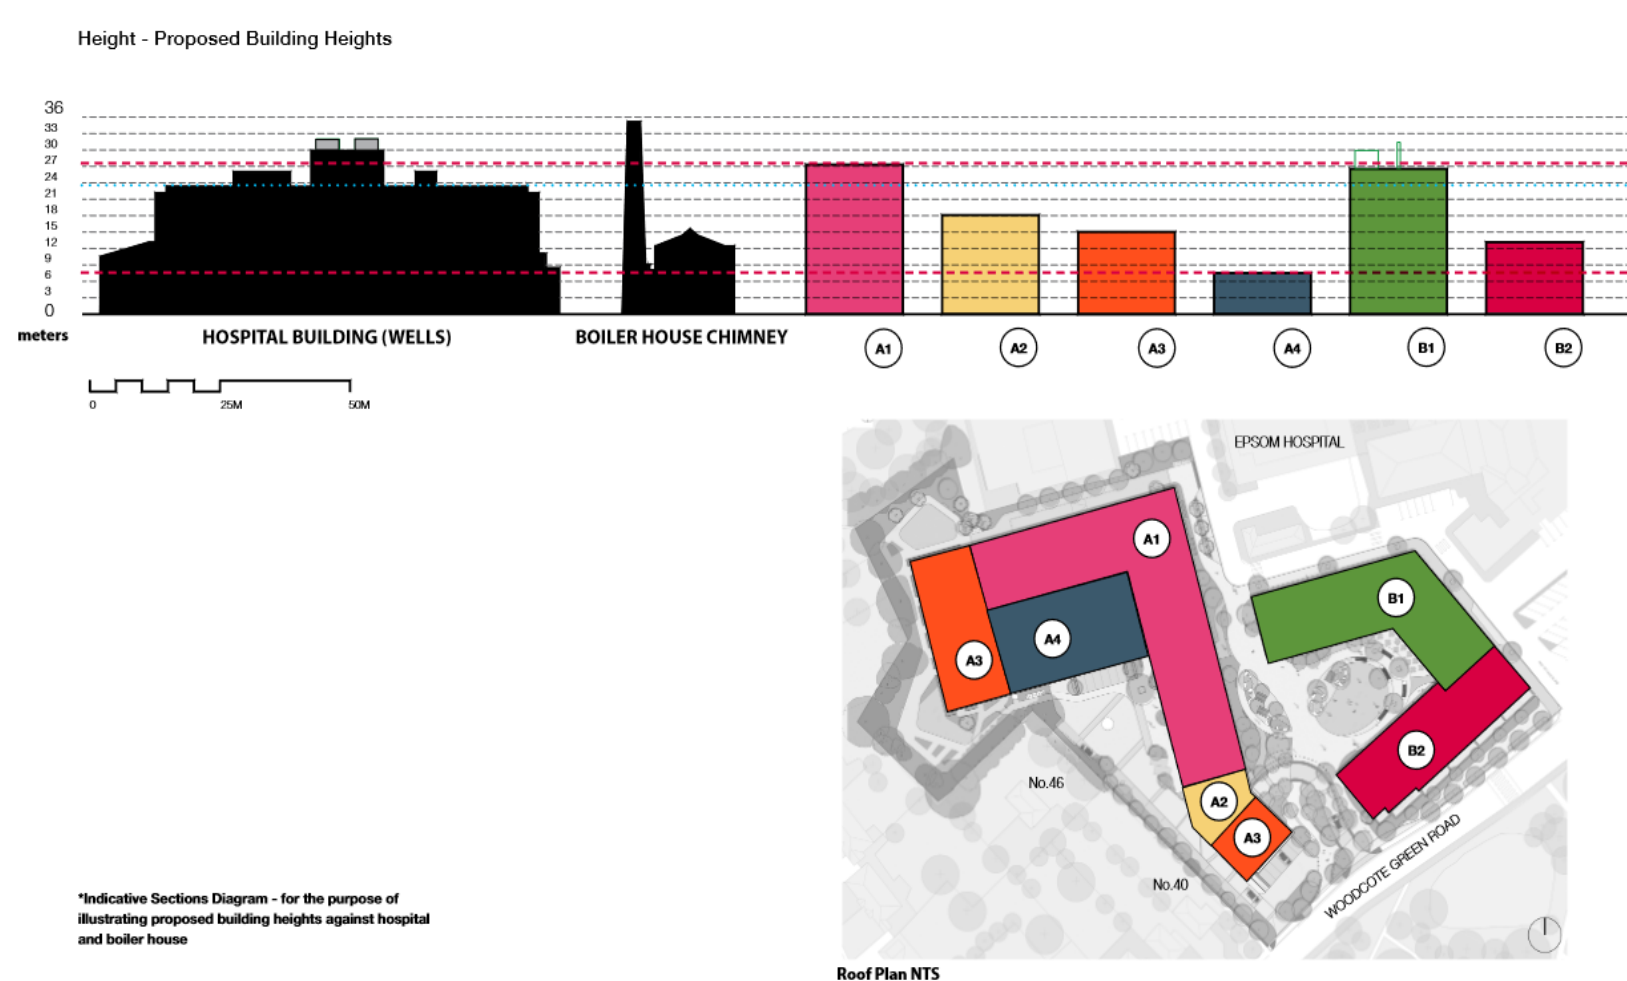 Height - Proposed Building Heights
36
33
30
27
24
21
18
15
12
9
6
3
0
meters
HOSPITAL BUILDING (WELLS)
BOILER HOUSE CHIMNEY
A1
A2
A3
A4
B1
B2
0
25M
50M
EPSOM HOSPITAL
A1
B1
A4
A3
B2
No.46
A2
A3
WOODCOTE GREEN ROAD
No.40
*Indicative Sections Diagram - for the purpose of
illustrating proposed building heights against hospital
and boiler house
Roof Plan NTS